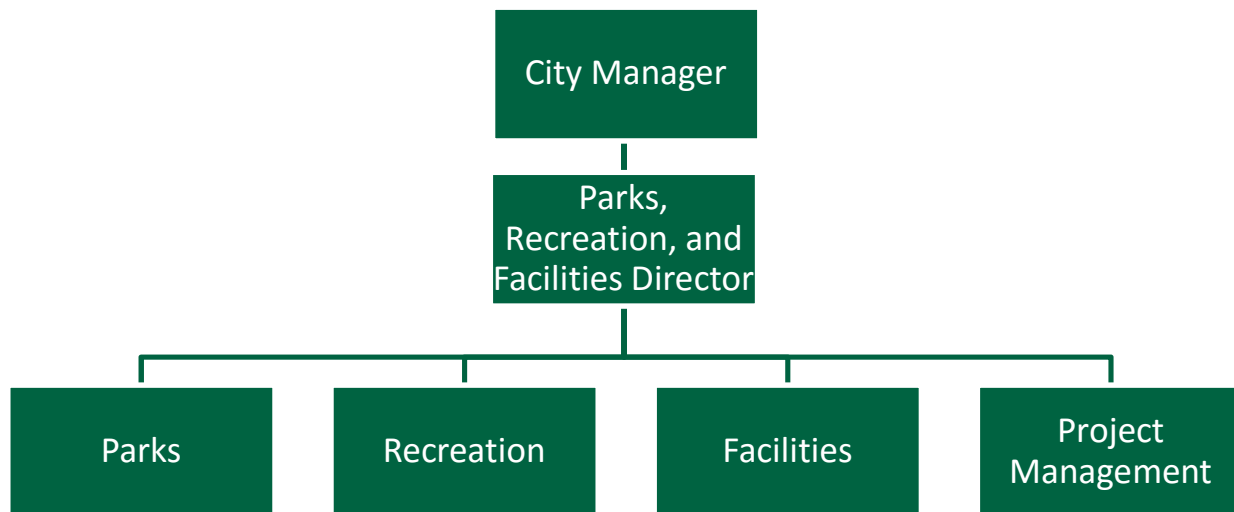 City Manager
Parks,
Recreation, and
Facilities Director
Parks
Recreation
Facilities
Project
Management